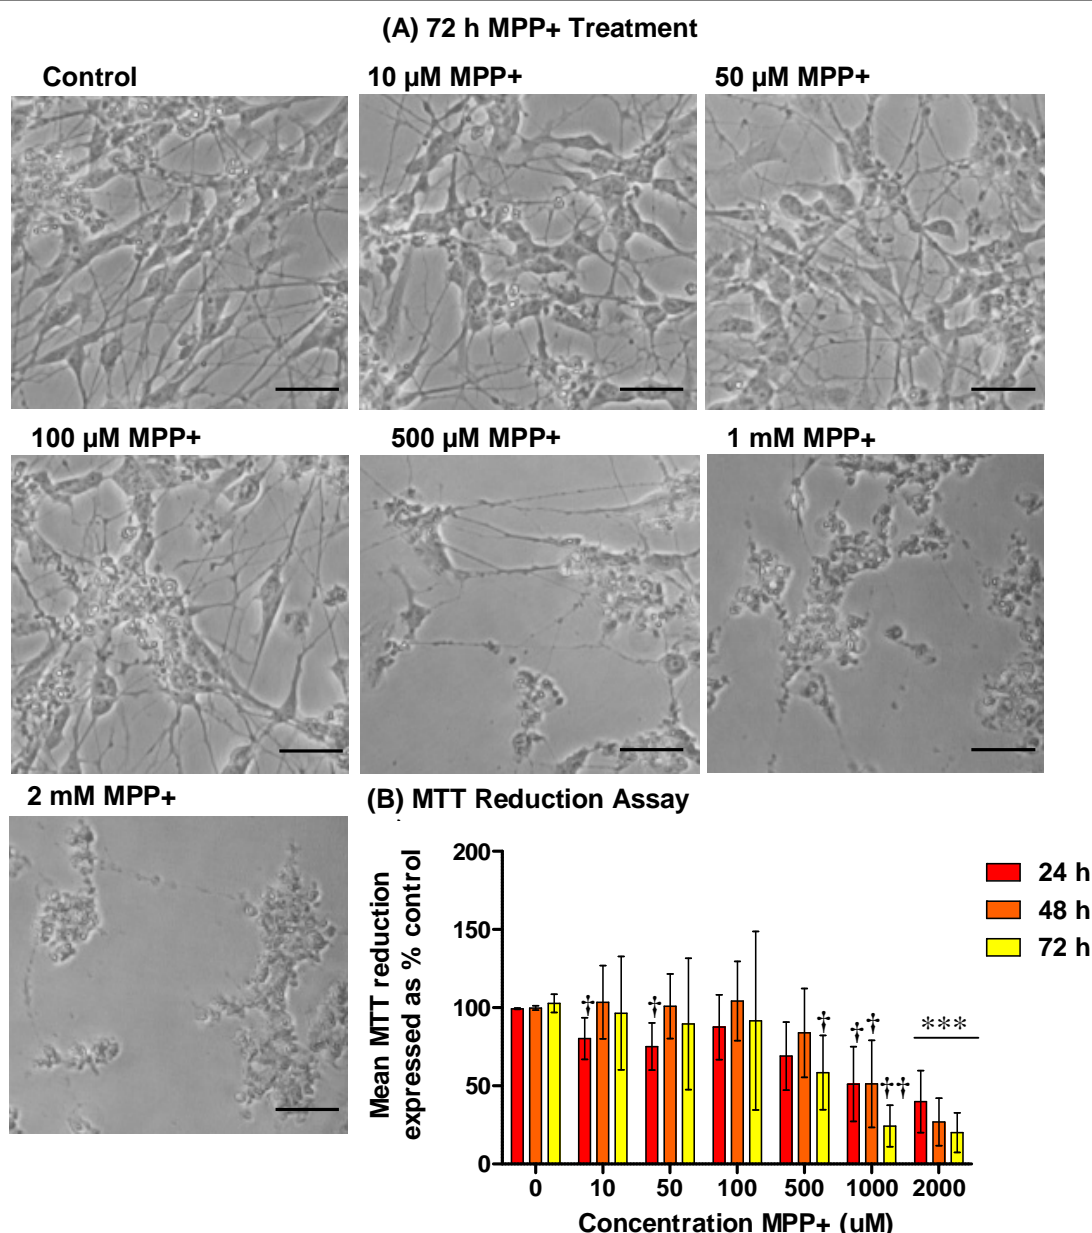 (A) 72 h MPP+ Treatment
Control
10 µM MPP+
50 µM MPP+
100 µM MPP+
500 µM MPP+
1 mM MPP+
2 mM MPP+
(B) MTT Reduction Assay
Mean MTT reduction
expressed as % control
200
150
100
50
0
‡
‡
‡
‡
‡
‡‡
***
24 h
48 h
72 h
0 10 50 100 500 1000 2000
Concentration MPP+ (uM)